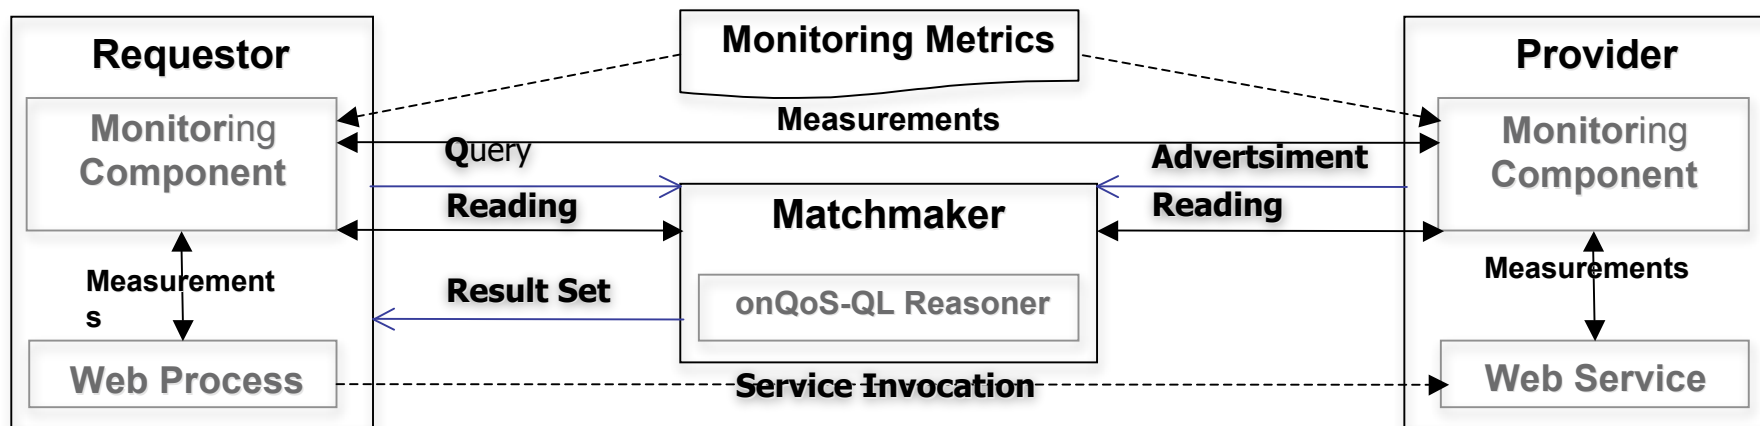 Requestor
Monitoring
Component
Measurement
s
Web Process
Monitoring Metrics
Measurements
Query
Reading
Result Set
Advertsiment
Reading
Matchmaker
onQoS-QL Reasoner
Service Invocation
Provider
Monitoring
Component
Measurements
Web Service